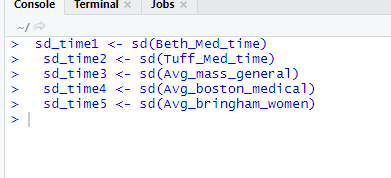 Console Terminal × Jobs ×
~/
> sd_time1 <- sd(Beth_Med_time)
> sd_time2 <- sd(Tuff_Med_time)
> sd_time3 <- sd(Avg_mass_general)
> sd_time4 <- sd(Avg_boston_medical)
> sd_time5 <- sd(Avg_bringham_women)
>